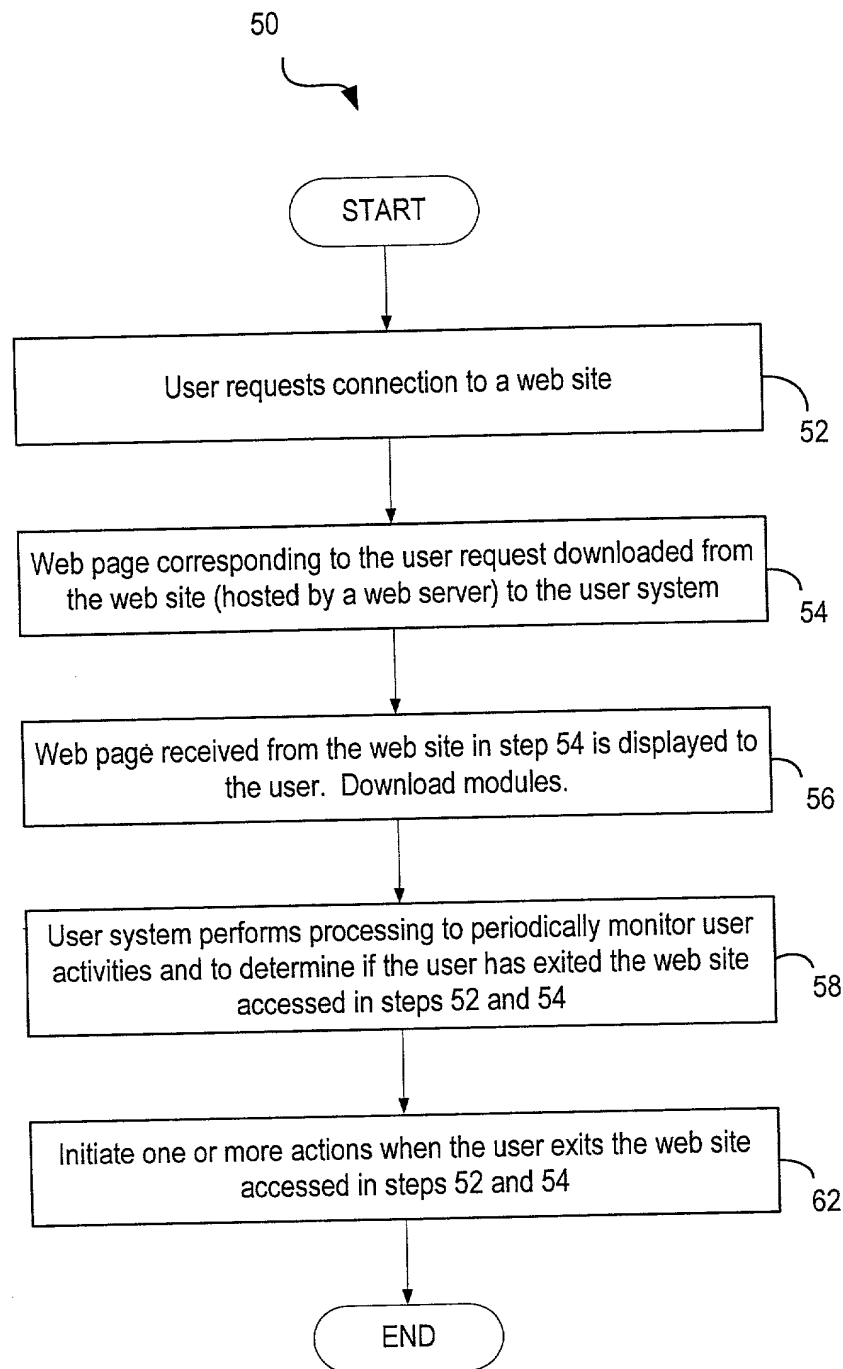 50
START
User requests connection to a web site
52
Web page corresponding to the user request downloaded from
the web site (hosted by a web server) to the user system
54
Web page received from the web site in step 54 is displayed to
the user. Download modules.
56
User system performs processing to periodically monitor user
activities and to determine if the user has exited the web site
accessed in steps 52 and 54
58
Initiate one or more actions when the user exits the web site
accessed in steps 52 and 54
62
END